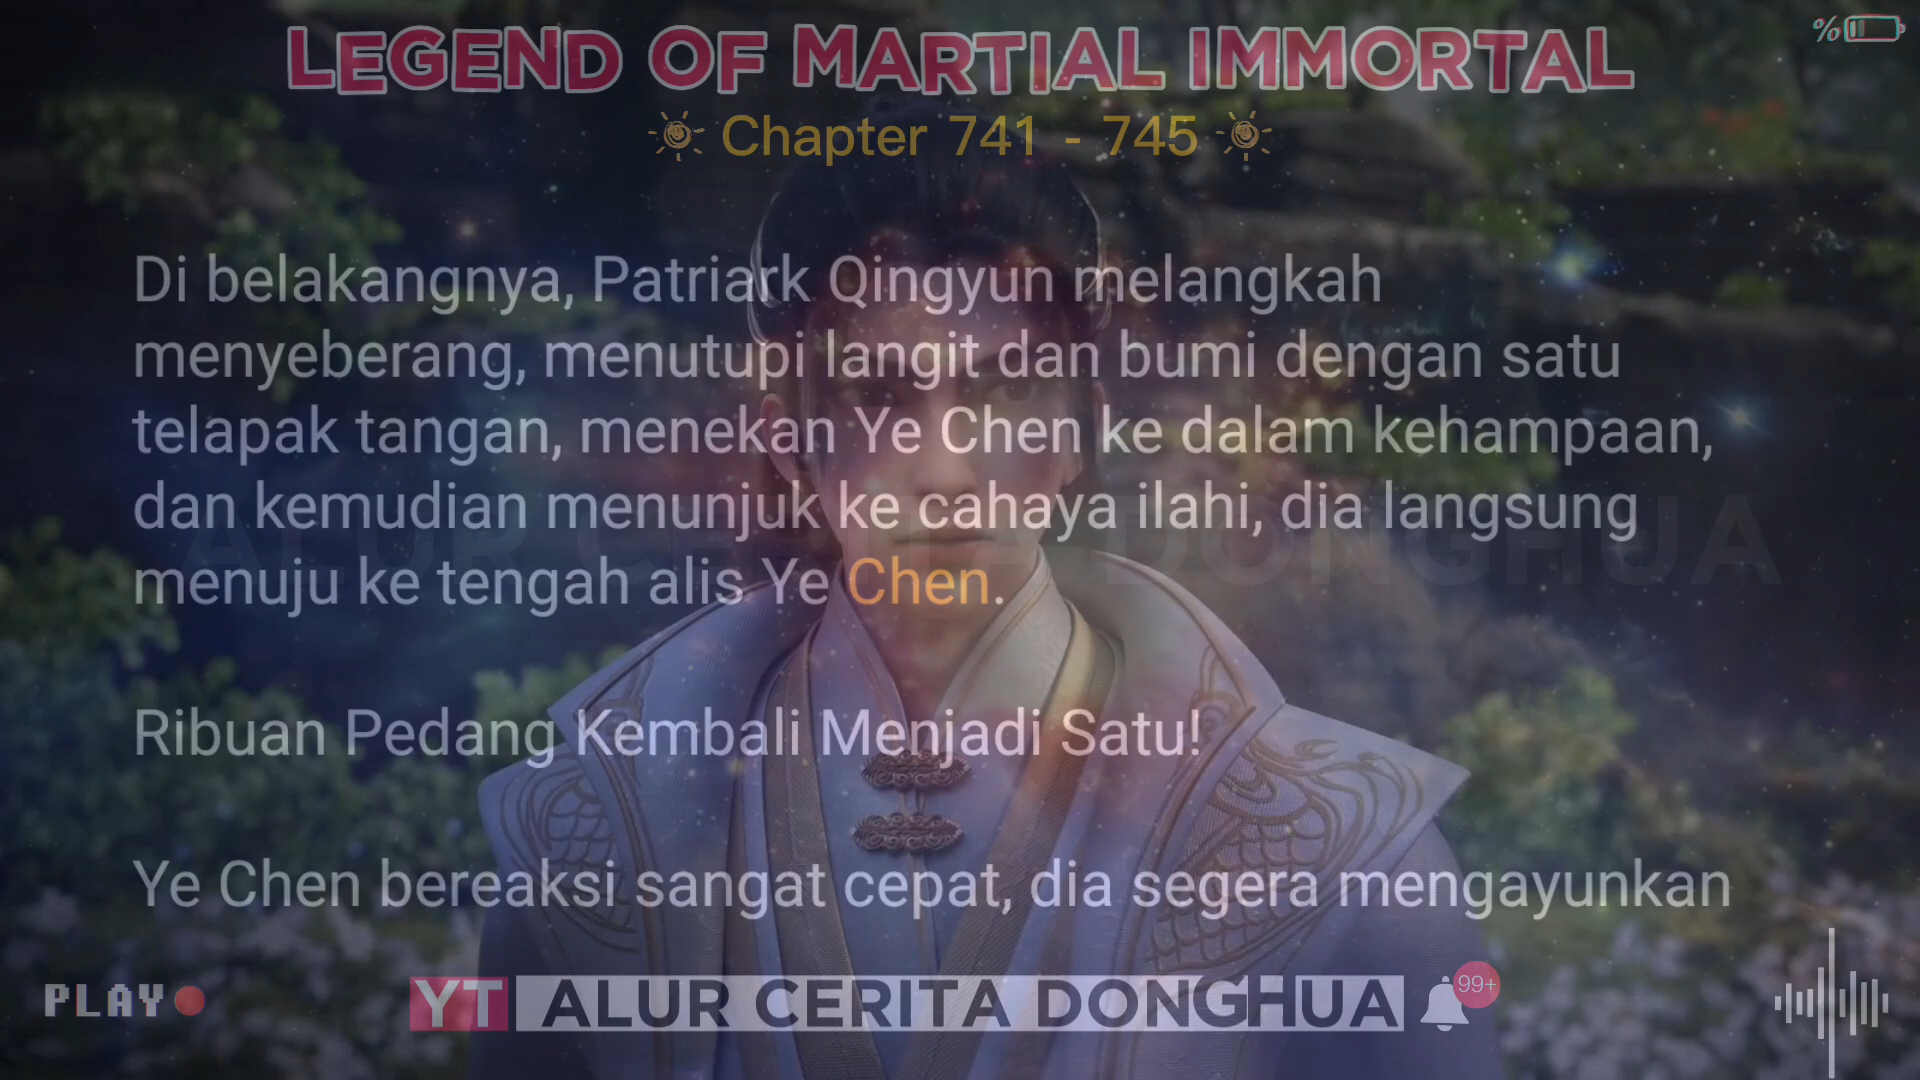 LEGEND OF MARTIAL IMMORTAL
%
Chapter 741 - 745
Di belakangnya, Patriark Qingyun melangkah
menyeberang, menutupi langit dan bumi dengan satu
telapak tangan, menekan Ye Chen ke dalam kehampaan,
dan kemudian menunjuk ke cahaya ilahi, dia langsung
menuju ke tengah alis Ye Chen.
ALUR CERITA DONGHUA
Ribuan Pedang Kembali Menjadi Satu!
Ye Chen bereaksi sangat cepat, dia segera mengayunkan
PLAY
YT ALUR CERITA DONGHUA
99+